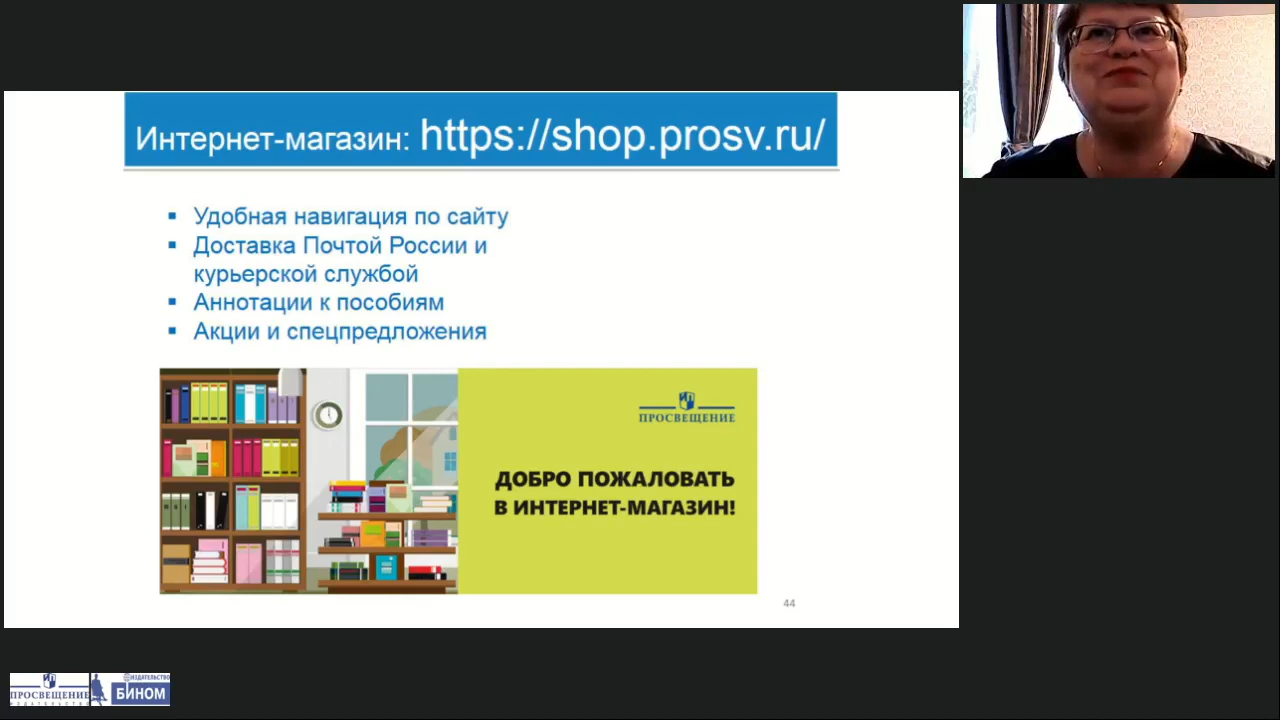 Интернет-магазин: https://shop.prosv.ru/
▪ Удобная навигация по сайту
▪ Доставка Почтой России и
курьерской службой
▪ Аннотации к пособиям
▪ Акции и спецпредложения
ПРОСВЕЩЕНИЕ
ДОБРО ПОЖАЛОВАТЬ
В ИНТЕРНЕТ-МАГАЗИН!
44
ПРОСВЕЩЕНИЕ
ИЗДАТЕЛЬСТВО
ИЗДАТЕЛЬСТВО
БИНОМ